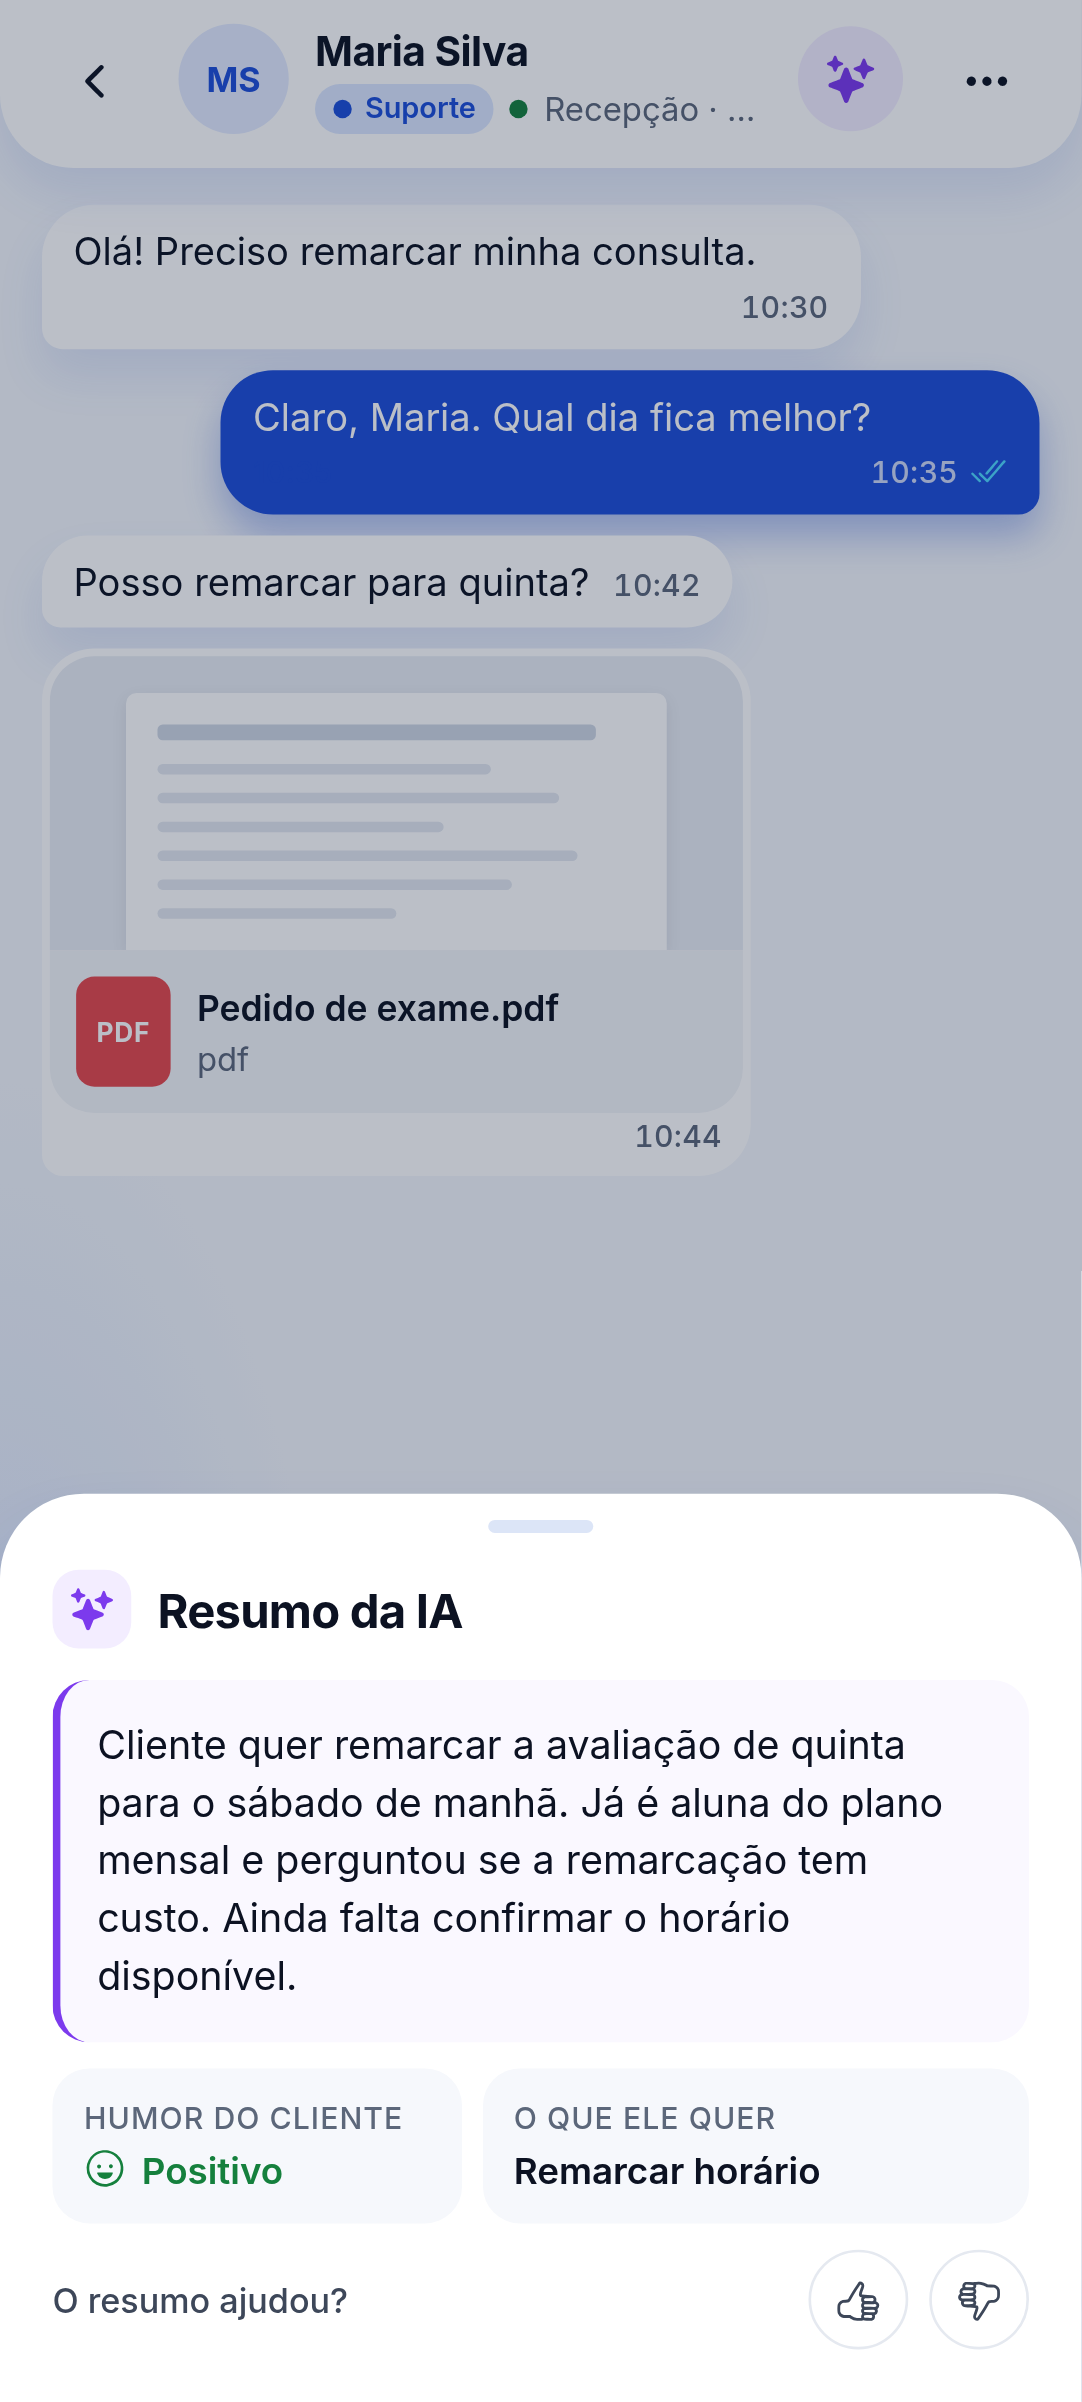 MS
Maria Silva
Suporte
Recepção · ...
Olá! Preciso remarcar minha consulta.
10:30
Claro, Maria. Qual dia fica melhor?
10:35
Posso remarcar para quinta? 10:42
PDF
Pedido de exame.pdf
pdf
10:44
Resumo da IA
Cliente quer remarcar a avaliação de quinta
para o sábado de manhã. Já é aluna do plano
mensal e perguntou se a remarcação tem
custo. Ainda falta confirmar o horário
disponível.
HUMOR DO CLIENTE
Positivo
O QUE ELE QUER
Remarcar horário
O resumo ajudou?